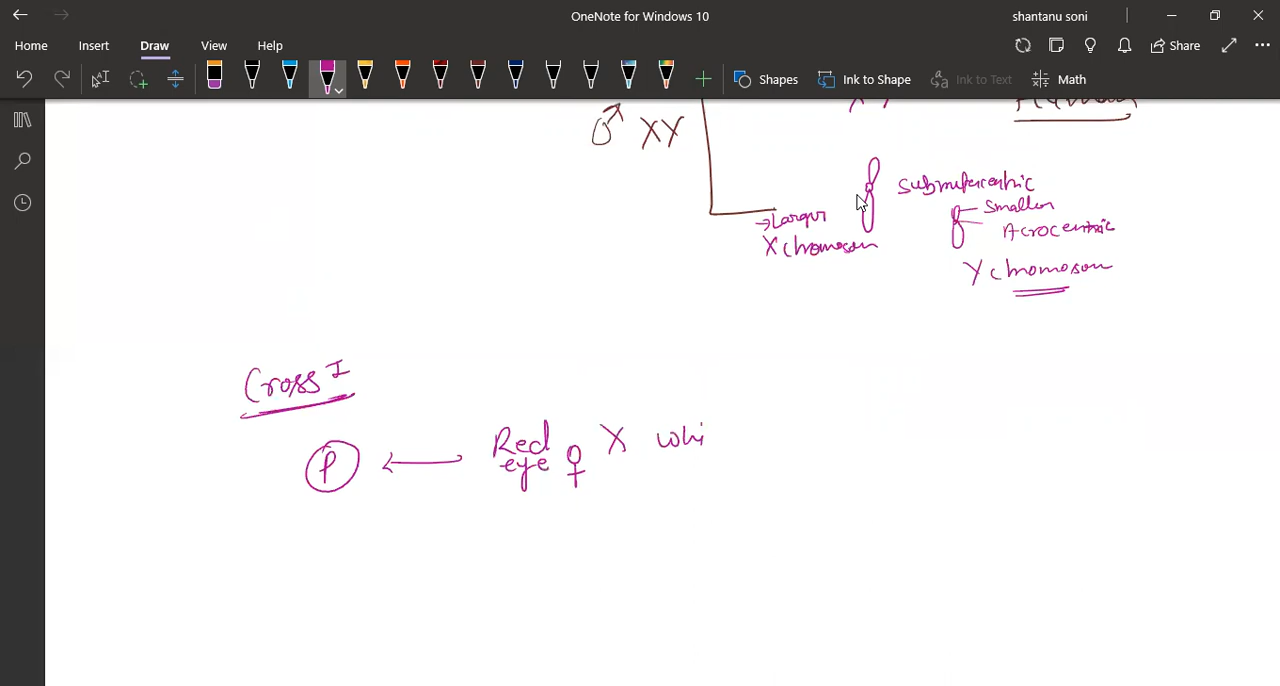 OneNote for Windows 10
shantanu soni
Home Insert Draw View Help
Share
Shapes
Ink to Shape
Ink to Text
Math
♂ XY
Submetacentric
Smaller
→Larger
Acrocentric
X chromosom
Y chromosom
Cross I
P ← Red eye ♀ X whi